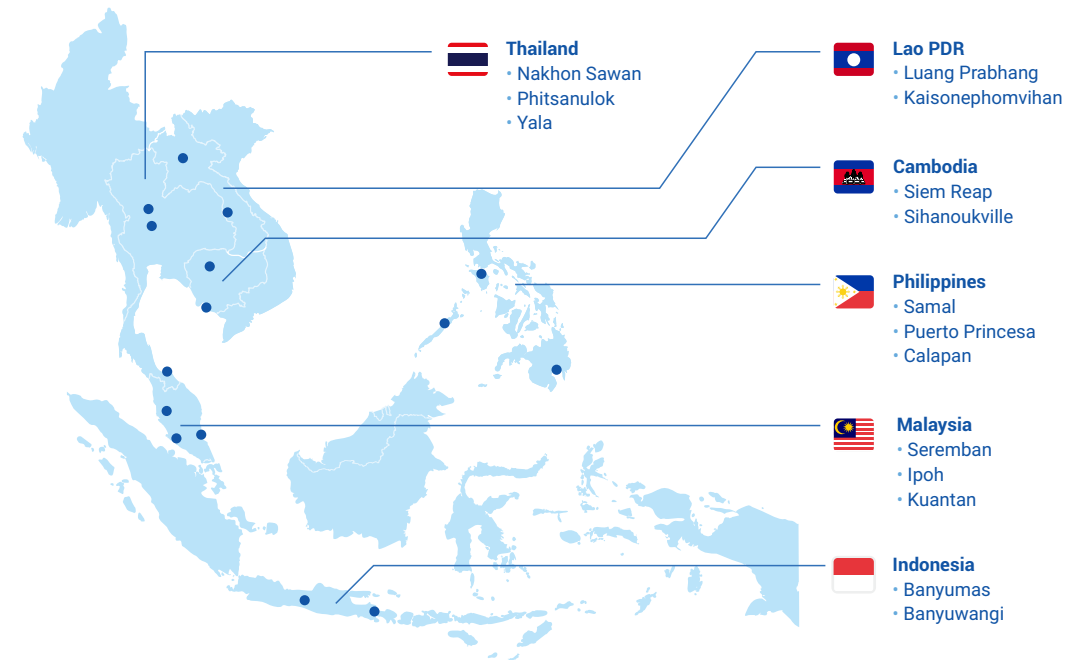 Thailand
• Nakhon Sawan
• Phitsanulok
• Yala
Lao PDR
• Luang Prabhang
• Kaisonephomvihan
Cambodia
• Siem Reap
• Sihanoukville
Philippines
• Samal
• Puerto Princesa
• Calapan
Malaysia
• Seremban
• Ipoh
• Kuantan
Indonesia
• Banyumas
• Banyuwangi